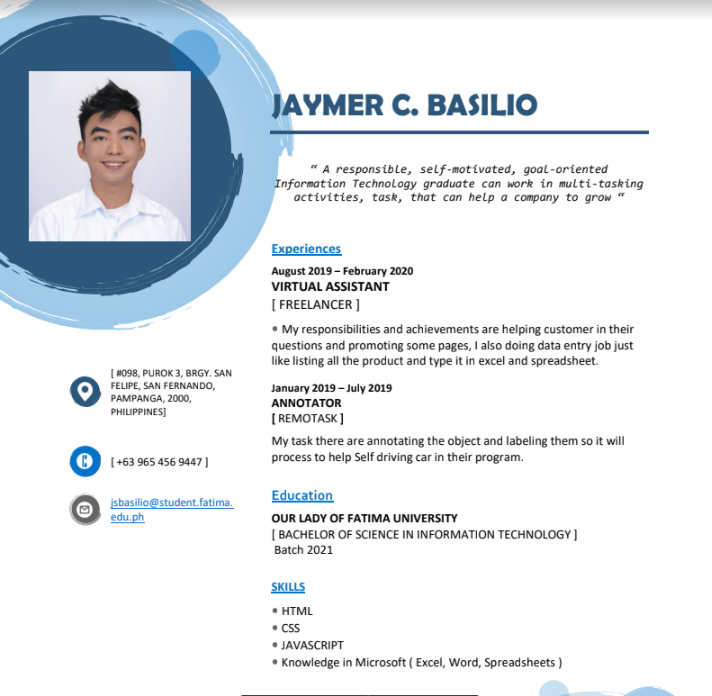 JAYMER C. BASILIO
“ A responsible, self-motivated, goal-oriented
Information Technology graduate can work in multi-tasking
activities, task, that can help a company to grow “
Experiences
August 2019 – February 2020
VIRTUAL ASSISTANT
[ FREELANCER ]
• My responsibilities and achievements are helping customer in their
questions and promoting some pages, I also doing data entry job just
like listing all the product and type it in excel and spreadsheet.
January 2019 – July 2019
ANNOTATOR
[ REMOTASK ]
My task there are annotating the object and labeling them so it will
process to help Self driving car in their program.
Education
OUR LADY OF FATIMA UNIVERSITY
[ BACHELOR OF SCIENCE IN INFORMATION TECHNOLOGY ]
Batch 2021
SKILLS
• HTML
• CSS
• JAVASCRIPT
• Knowledge in Microsoft ( Excel, Word, Spreadsheets )
[ #098, PUROK 3, BRGY. SAN
FELIPE, SAN FERNANDO,
PAMPANGA, 2000,
PHILIPPINES]
[ +63 965 456 9447 ]
jsbasilio@student.fatima.
edu.ph